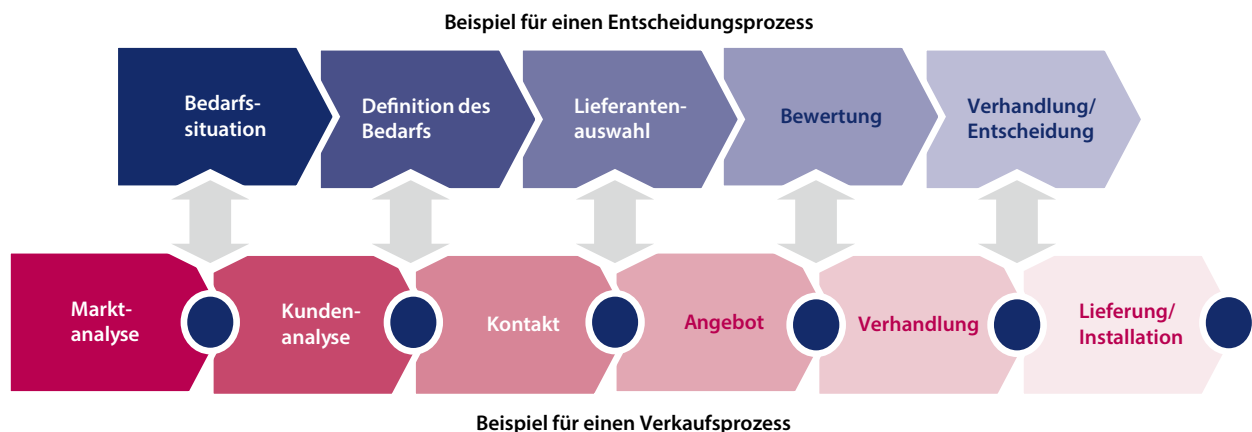 Beispiel für einen Entscheidungsprozess
Bedarfs-
situation
Definition des
Bedarfs
Lieferanten-
auswahl
Bewertung
Verhandlung/
Entscheidung
Markt-
analyse
Kunden-
analyse
Kontakt
Angebot
Verhandlung
Lieferung/
Installation
Beispiel für einen Verkaufsprozess